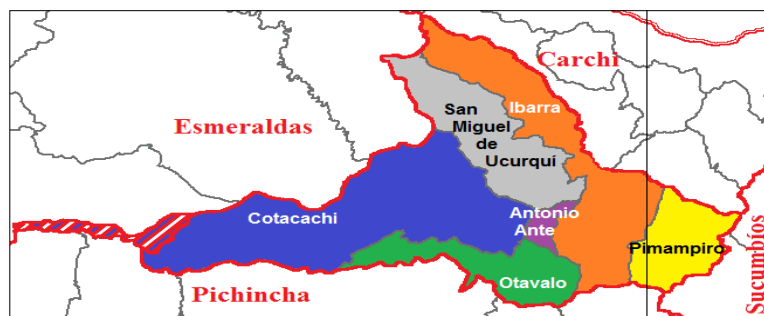 Carchi
Ibarra
San
Miguel
de
Ucurquí
Esmeraldas
Cotacachi
Antonio
Ante
Pimampiro
Otavalo
Pichincha
Sucumbíos